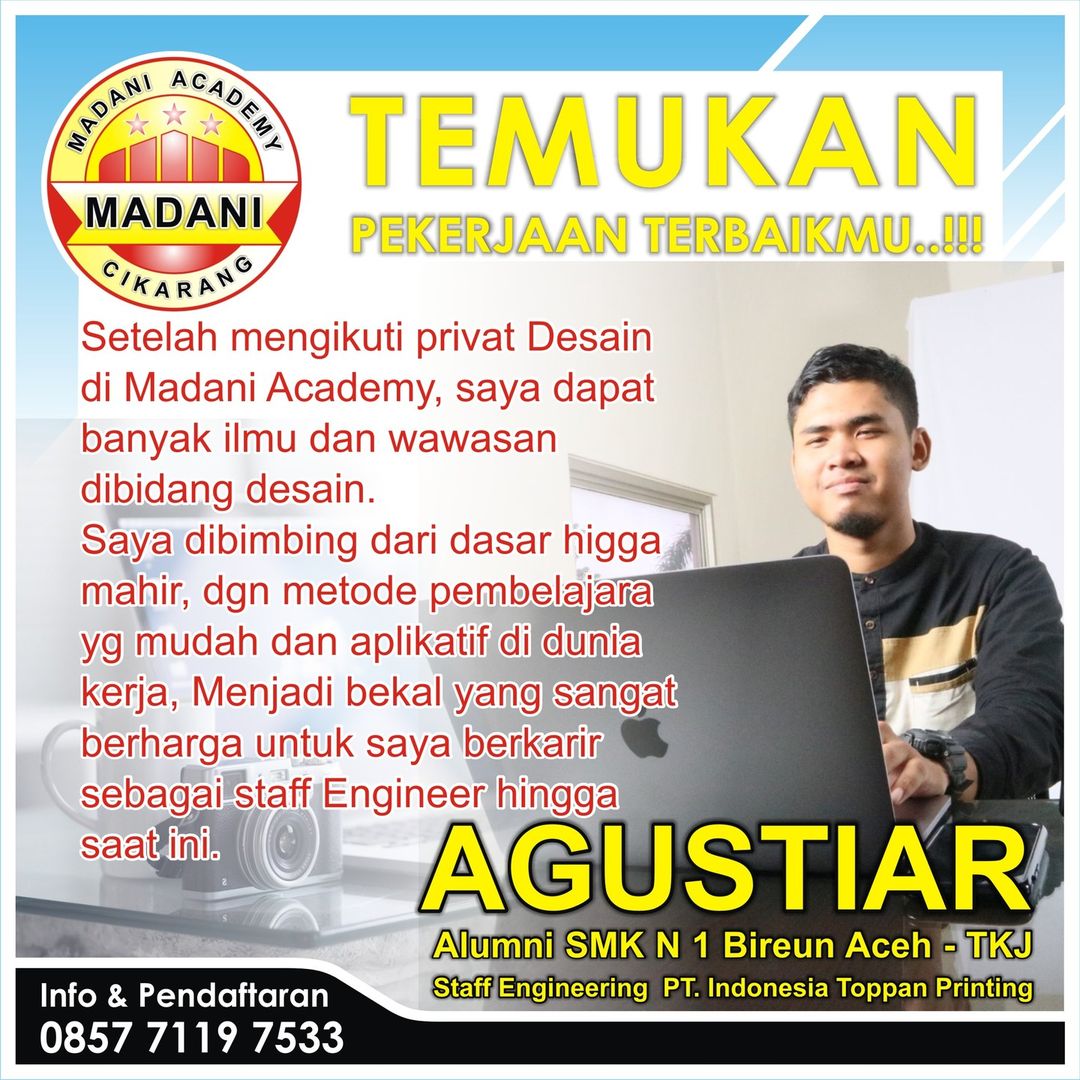 MADANI ACADEMY
MADANI
CIKARANG
TEMUKAN
PEKERJAAN TERBAIKMU..!!!
Setelah mengikuti privat Desain
di Madani Academy, saya dapat
banyak ilmu dan wawasan
dibidang desain.
Saya dibimbing dari dasar higga
mahir, dgn metode pembelajara
yg mudah dan aplikatif di dunia
kerja, Menjadi bekal yang sangat
berharga untuk saya berkarir
sebagai staff Engineer hingga
saat ini.
AGUSTIAR
Alumni SMK N 1 Bireun Aceh - TKJ
Staff Engineering PT. Indonesia Toppan Printing
Info & Pendaftaran
0857 7119 7533